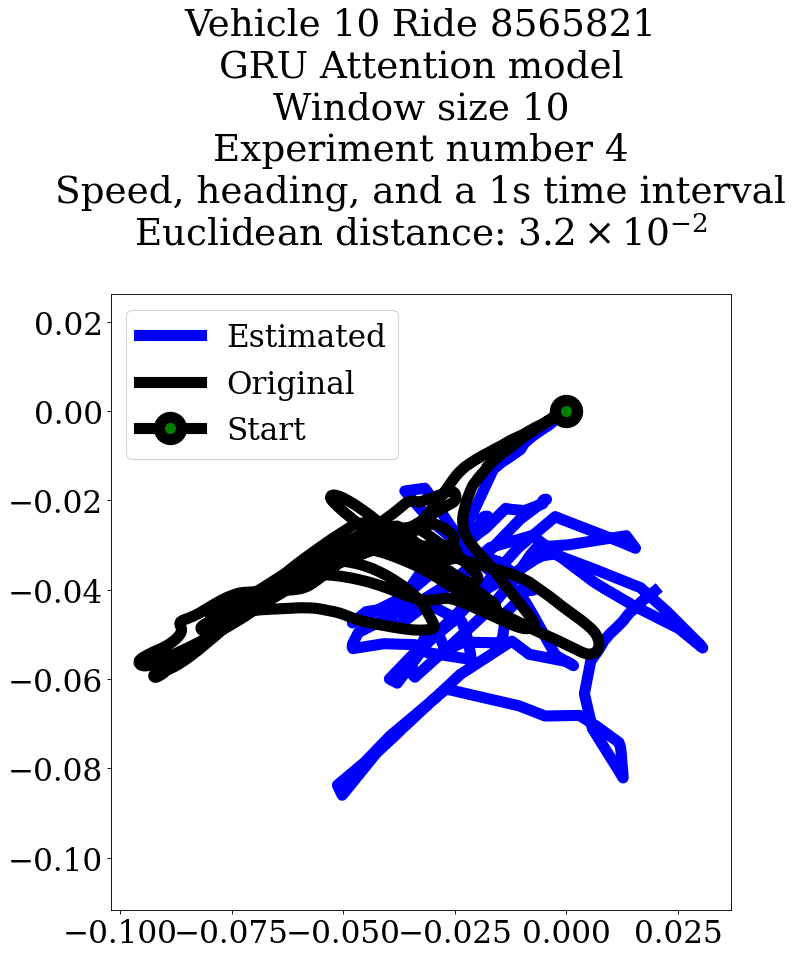 Vehicle 10 Ride 8565821
GRU Attention model
Window size 10
Experiment number 4
Speed, heading, and a 1s time interval
Euclidean distance: 3.2 × 10⁻²
Estimated
Original
Start
0.02
0.00
−0.02
−0.04
−0.06
−0.08
−0.10
−0.100 −0.075 −0.050 −0.025 0.000 0.025